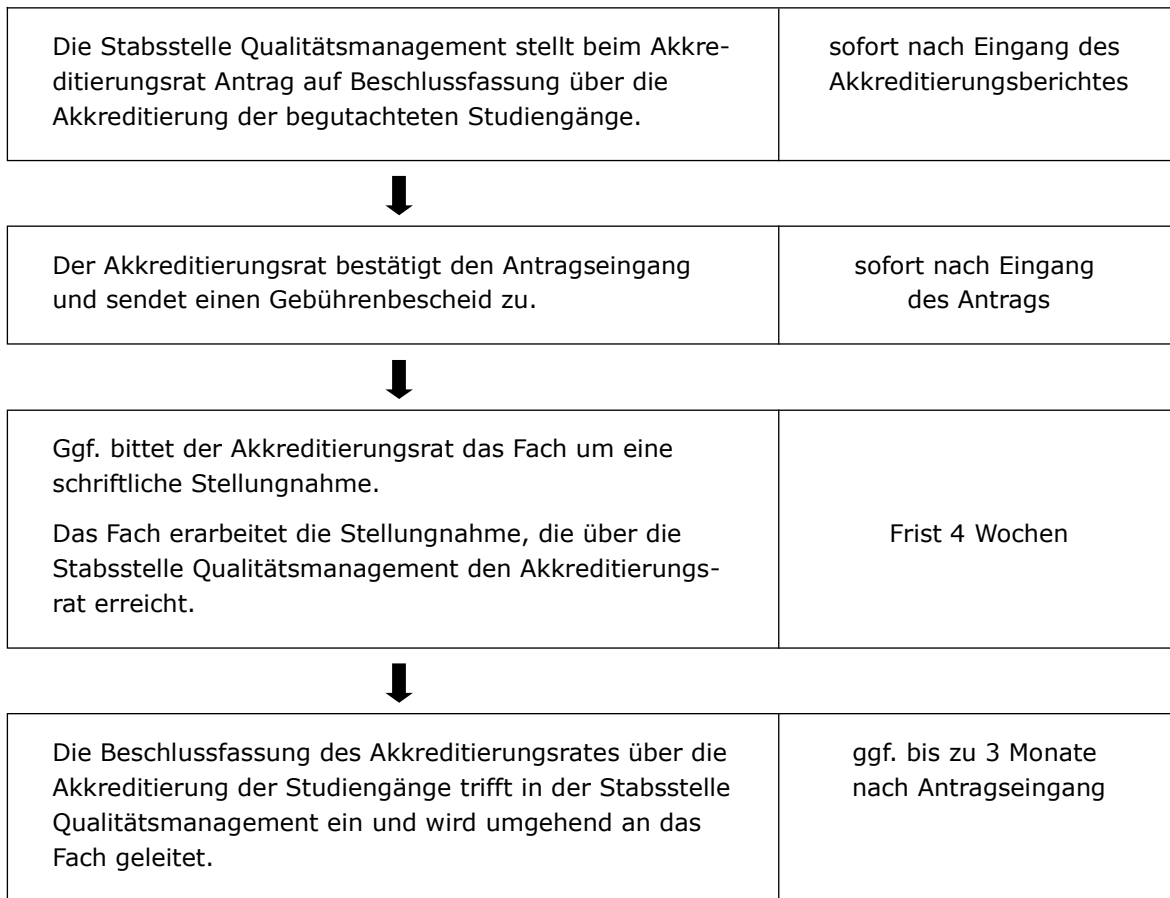 Die Stabsstelle Qualitätsmanagement stellt beim Akkre-
ditierungsrat Antrag auf Beschlussfassung über die
Akkreditierung der begutachteten Studiengänge.
sofort nach Eingang des
Akkreditierungsberichtes
Der Akkreditierungsrat bestätigt den Antragseingang
und sendet einen Gebührenbescheid zu.
sofort nach Eingang
des Antrags
Ggf. bittet der Akkreditierungsrat das Fach um eine
schriftliche Stellungnahme.
Das Fach erarbeitet die Stellungnahme, die über die
Stabsstelle Qualitätsmanagement den Akkreditierungs-
rat erreicht.
Frist 4 Wochen
Die Beschlussfassung des Akkreditierungsrates über die
Akkreditierung der Studiengänge trifft in der Stabsstelle
Qualitätsmanagement ein und wird umgehend an das
Fach geleitet.
ggf. bis zu 3 Monate
nach Antragseingang